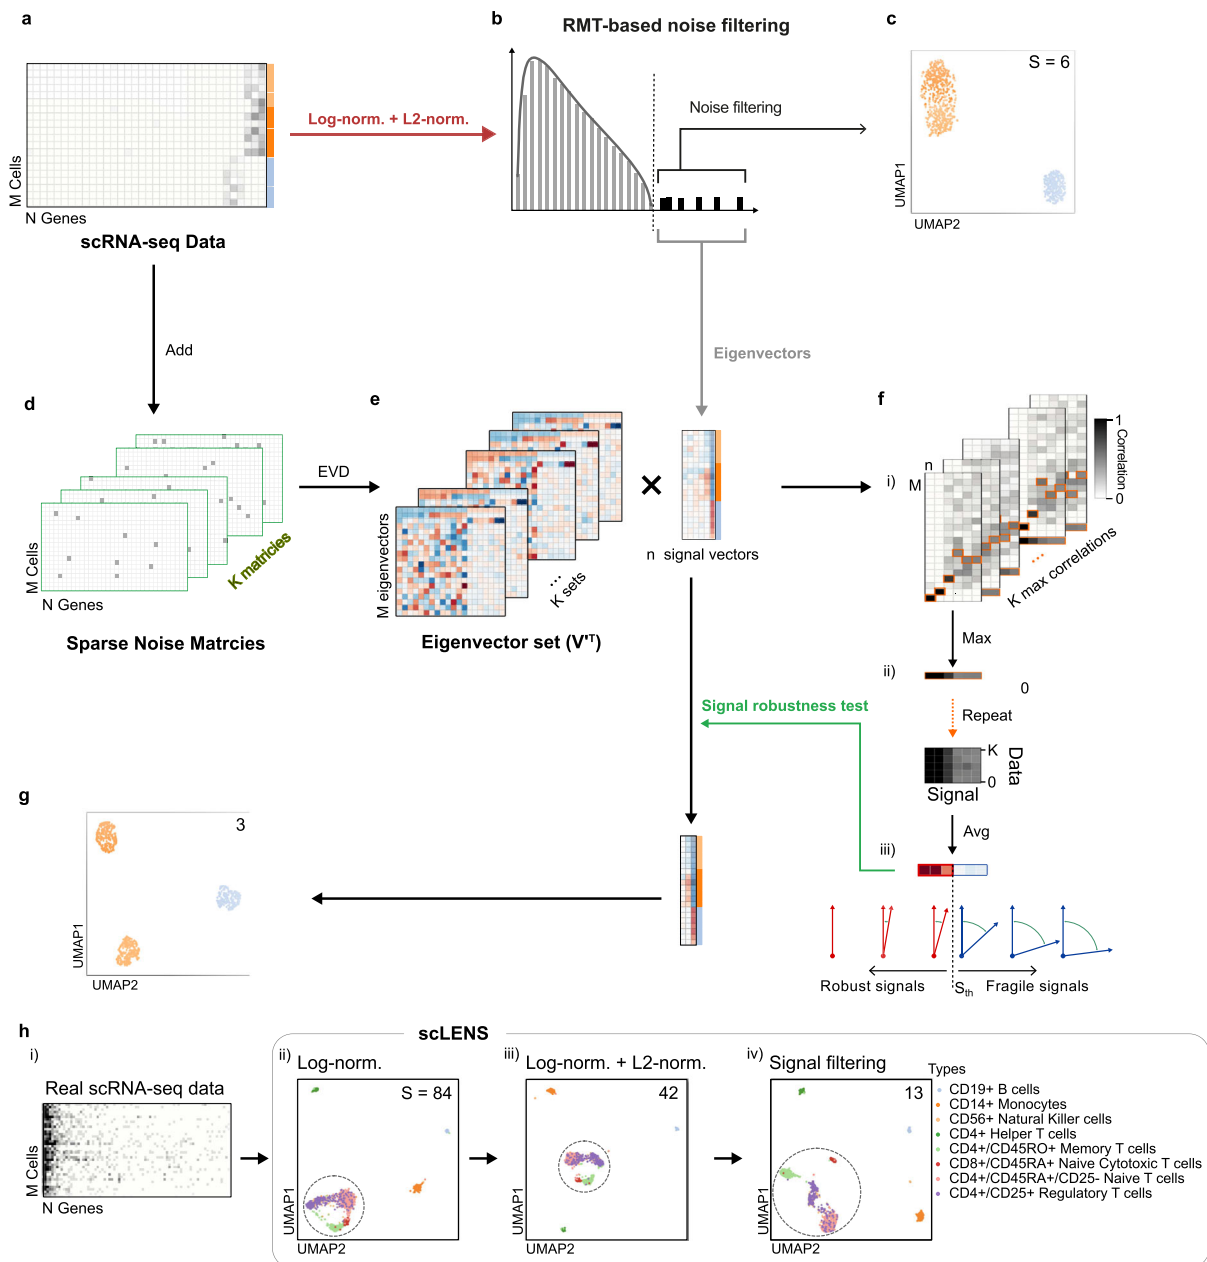 a
M Cells
N Genes
scRNA-seq Data
Log-norm. + L2-norm.
b
RMT-based noise filtering
Noise filtering
c
S = 6
UMAP1
UMAP2
Add
Eigenvectors
d
M Cells
N Genes
K matricies
Sparse Noise Matrcies
EVD
e
M eigenvectors
...
K sets
Eigenvector set (V'T)
×
n signal vectors
f
i)
n
M
1
0
Correlation
...
K max correlations
Max
ii)
0
Repeat
K
0
Data
Signal
Avg
iii)
Signal robustness test
Robust signals
Sth
Fragile signals
g
3
UMAP1
UMAP2
h
scLENS
i)
Real scRNA-seq data
M Cells
N Genes
ii)
Log-norm.
S = 84
UMAP1
UMAP2
iii)
Log-norm. + L2-norm.
42
UMAP1
UMAP2
iv)
Signal filtering
13
UMAP1
UMAP2
Types
CD19+ B cells
CD14+ Monocytes
CD56+ Natural Killer cells
CD4+ Helper T cells
CD4+/CD45RO+ Memory T cells
CD8+/CD45RA+ Naive Cytotoxic T cells
CD4+/CD45RA+/CD25- Naive T cells
CD4+/CD25+ Regulatory T cells